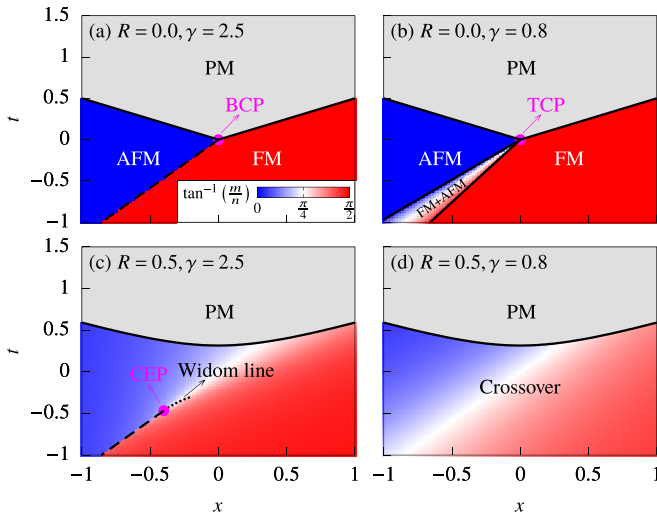 (a) R = 0.0, γ = 2.5
PM
BCP
AFM
FM
tan⁻¹ (m/n)
0 π/4 π/2
1.5
1
0.5
0
−0.5
−1
t
(b) R = 0.0, γ = 0.8
PM
TCP
AFM
FM
FM+AFM
(c) R = 0.5, γ = 2.5
PM
CEP
Widom line
1.5
1
0.5
0
−0.5
−1
t
−1 −0.5 0 0.5 1
x
(d) R = 0.5, γ = 0.8
PM
Crossover
−1 −0.5 0 0.5 1
x